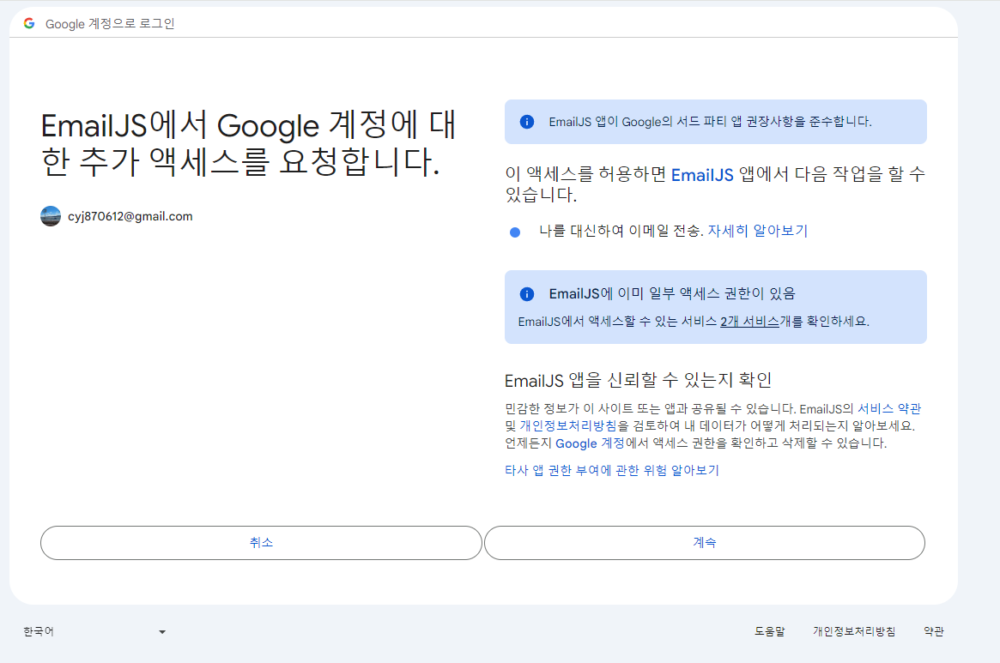 Google 계정으로 로그인
EmailJS에서 Google 계정에 대
한 추가 액세스를 요청합니다.
cyj870612@gmail.com
EmailJS 앱이 Google의 서드 파티 앱 권장사항을 준수합니다.
이 액세스를 허용하면 EmailJS 앱에서 다음 작업을 할 수
있습니다.
나를 대신하여 이메일 전송. 자세히 알아보기
EmailJS에 이미 일부 액세스 권한이 있음
EmailJS에서 액세스할 수 있는 서비스 2개 서비스개를 확인하세요.
EmailJS 앱을 신뢰할 수 있는지 확인
민감한 정보가 이 사이트 또는 앱과 공유될 수 있습니다. EmailJS의 서비스 약관
및 개인정보처리방침을 검토하여 내 데이터가 어떻게 처리되는지 알아보세요.
언제든지 Google 계정에서 액세스 권한을 확인하고 삭제할 수 있습니다.
타사 앱 권한 부여에 관한 위험 알아보기
취소
계속
한국어
도움말
개인정보처리방침
약관